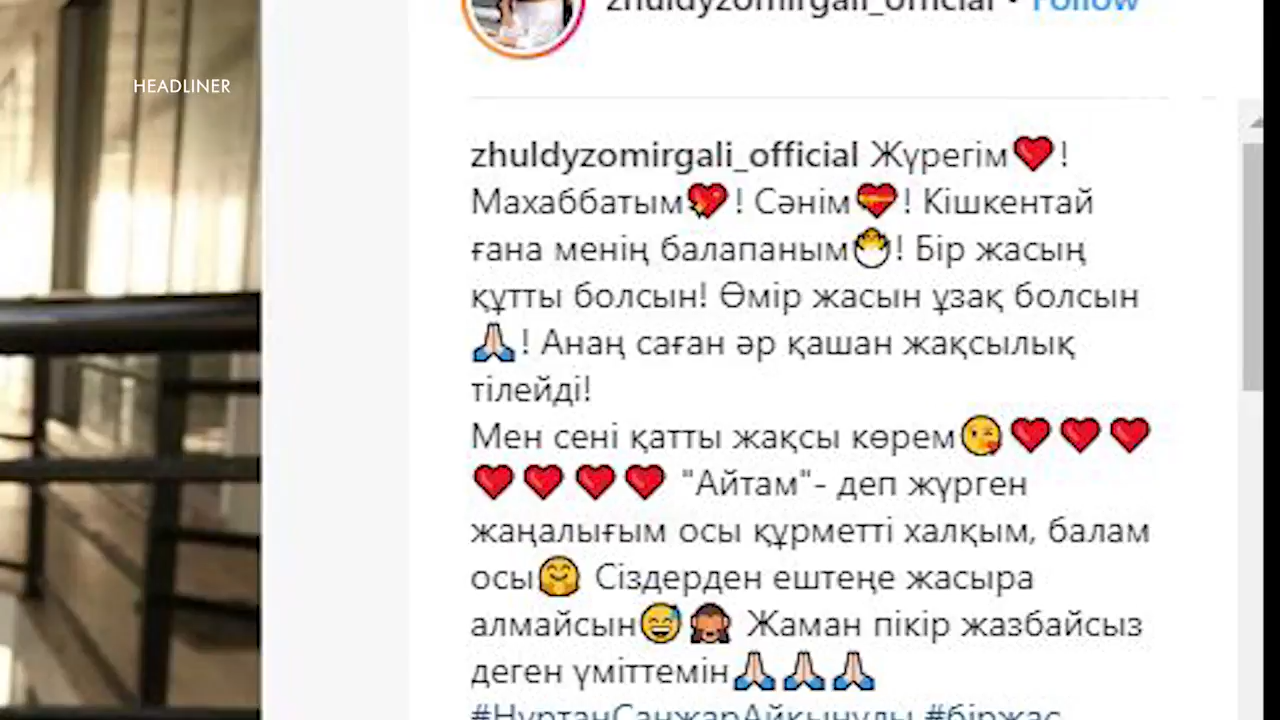 zhuldyzomirgali_official • Follow
HEADLINER
zhuldyzomirgali_official Жүрегім❤️!
Махаббатым💖! Сәнім💝! Кішкентай
ғана менің балапаным🐣! Бір жасың
құтты болсын! Өмір жасын ұзақ болсын
🙏🏻! Анаң саған әр қашан жақсылық
тілейді!
Мен сені қатты жақсы көрем😘❤️❤️❤️
❤️❤️❤️❤️ "Айтам"- деп жүрген
жаңалығым осы құрметті халқым, балам
осы🤗 Сіздерден ештеңе жасыра
алмайсын😅🙈 Жаман пікір жазбайсыз
деген үміттемін🙏🏻🙏🏻🙏🏻
#НұртанСанжарАйқынұлы #біржас